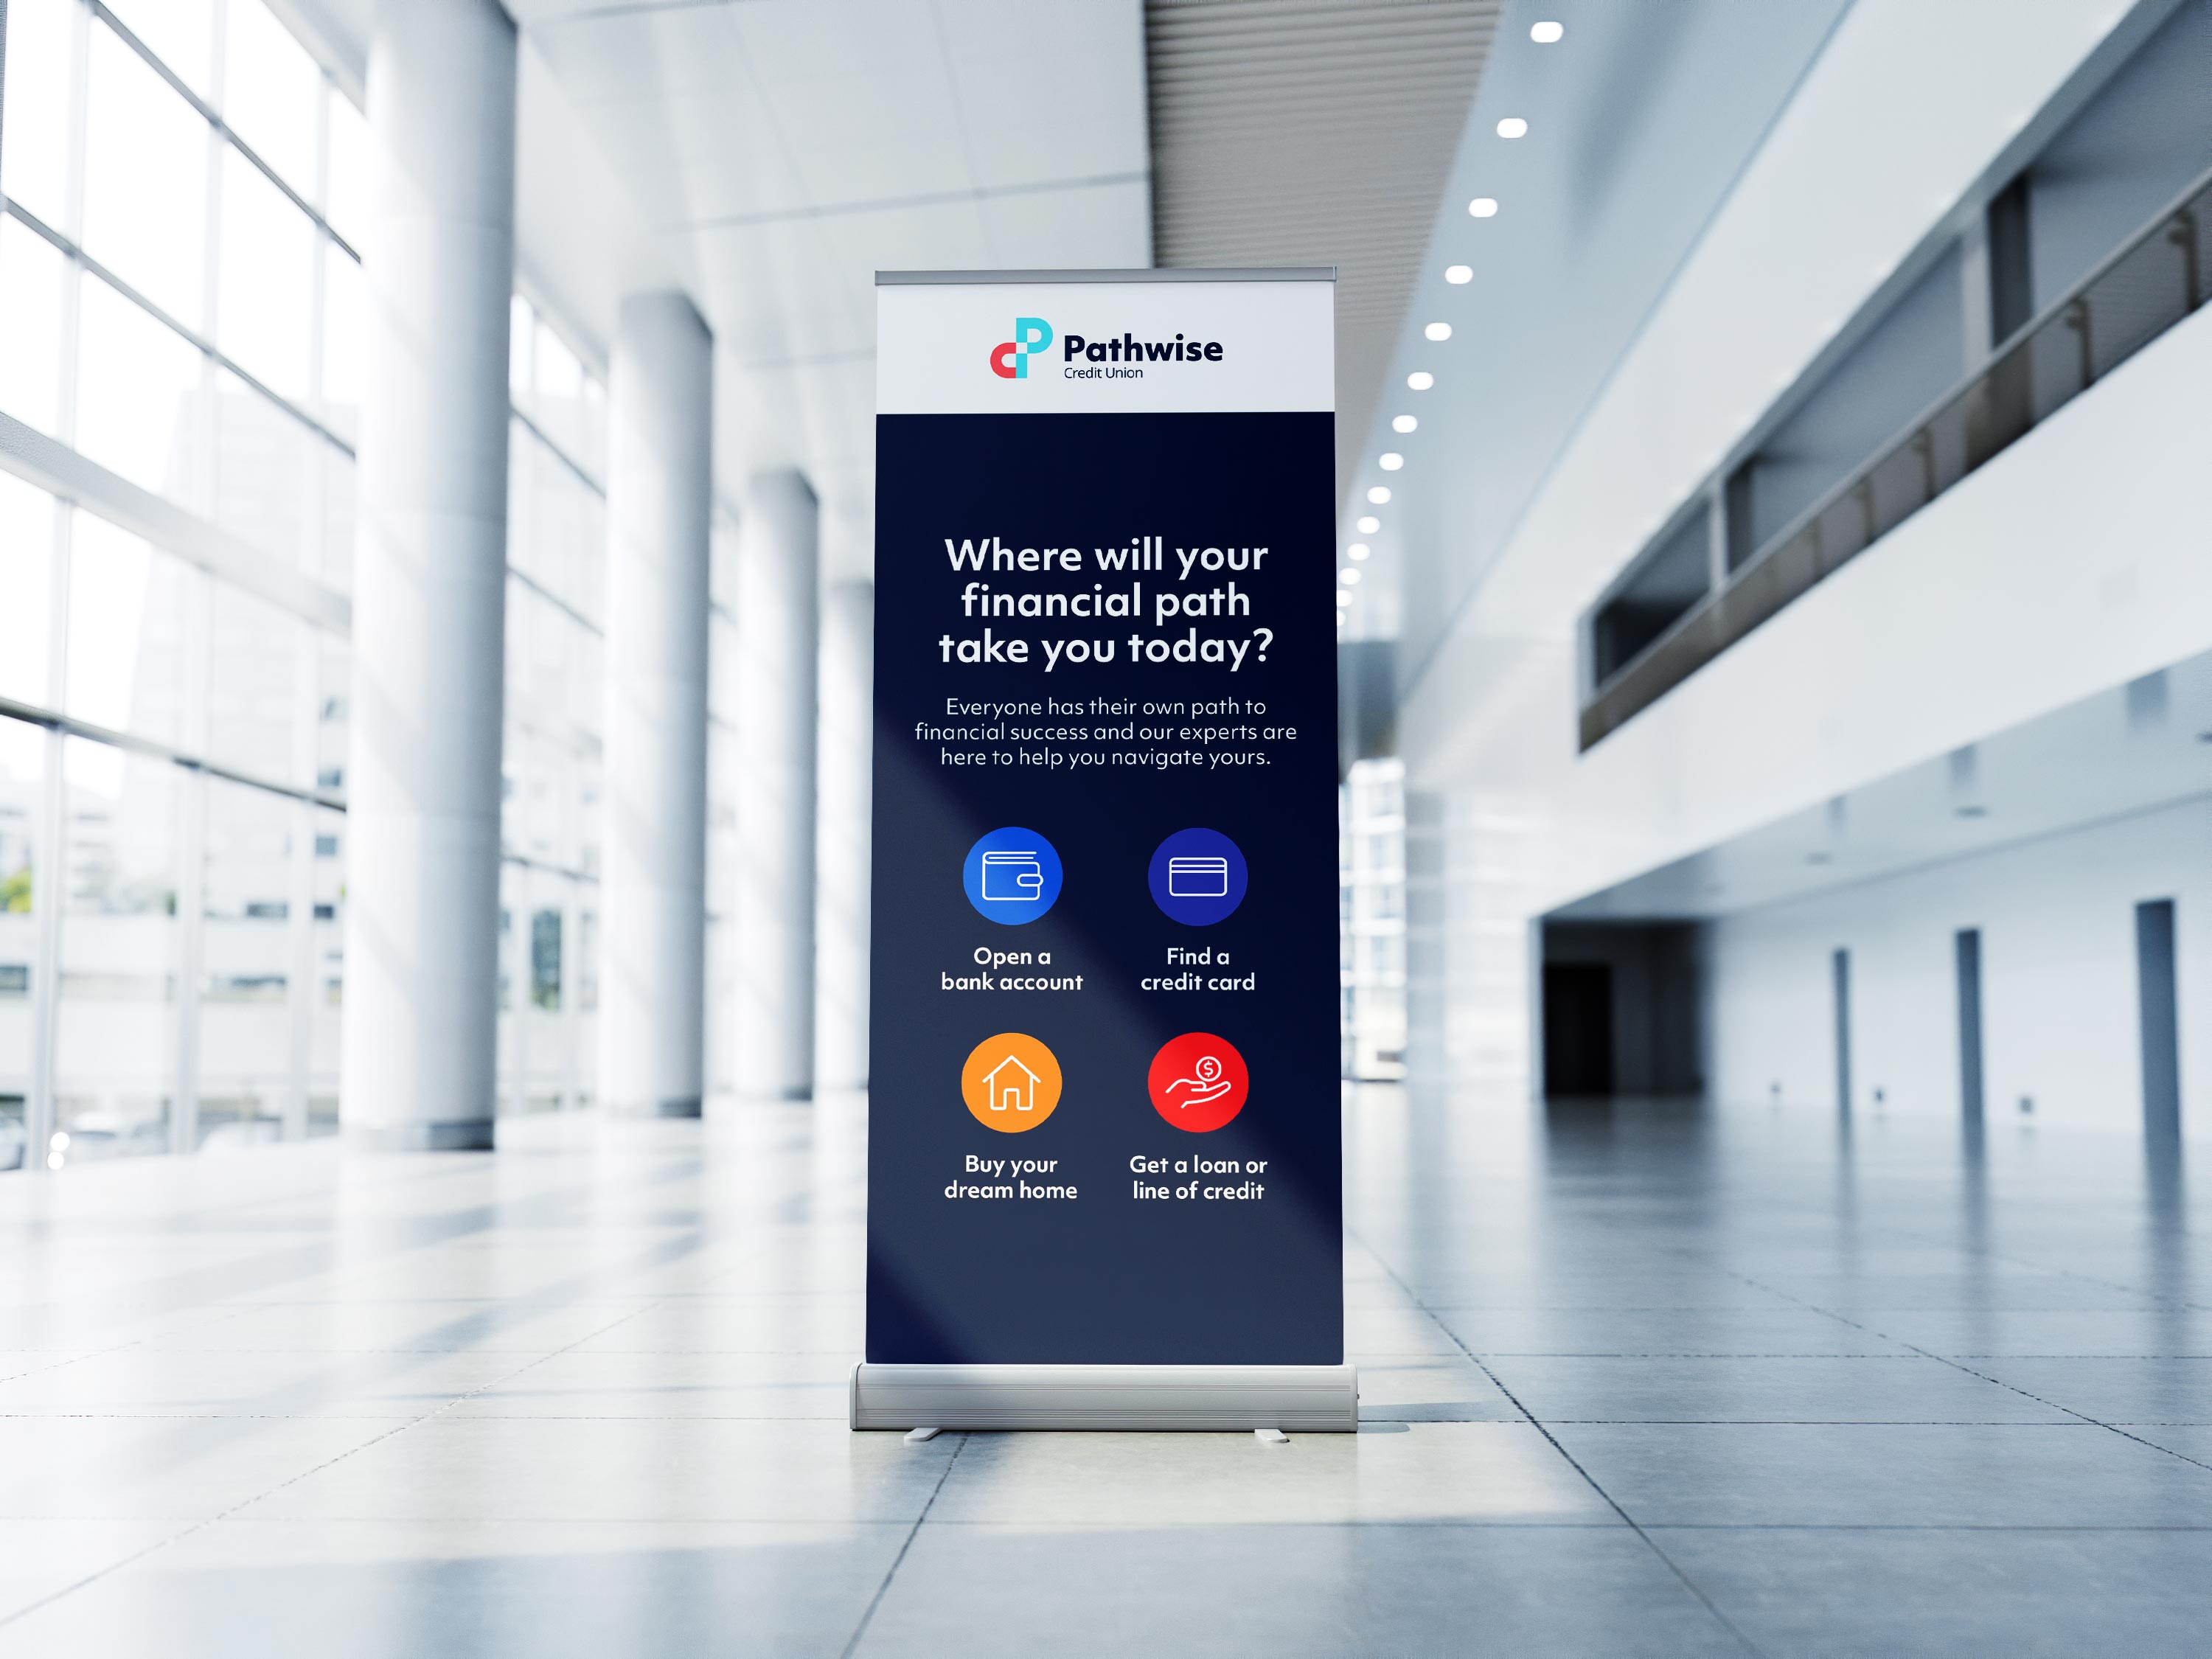 Pathwise
Credit Union
Where will your
financial path
take you today?
Everyone has their own path to
financial success and our experts are
here to help you navigate yours.
Open a
bank account
Find a
credit card
Buy your
dream home
Get a loan or
line of credit